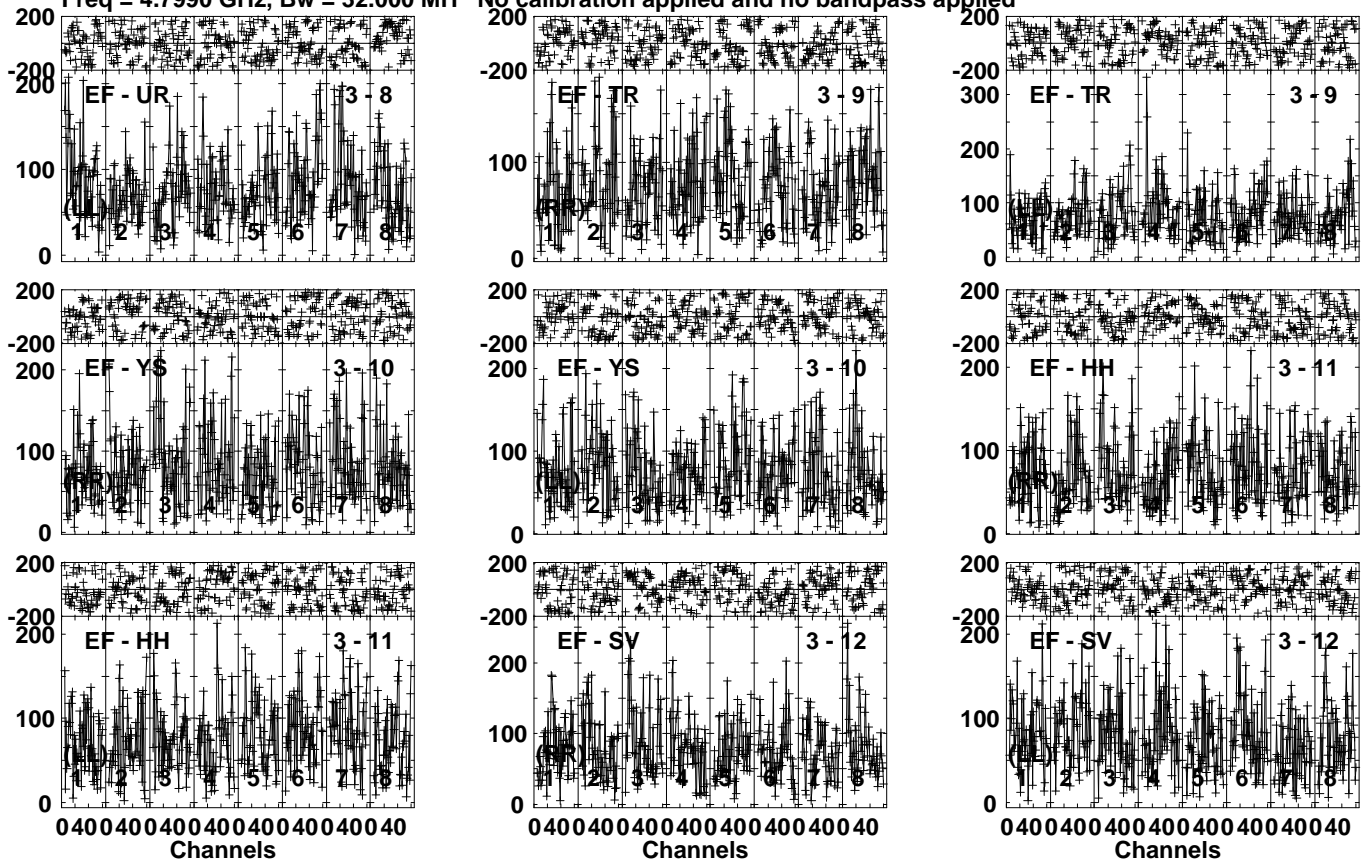 Freq = 4.7990 GHz, Bw = 32.000 MH No calibration applied and no bandpass applied
200 200 200
-200 -200 -200
200 EF - UR 3 - 8 EF - TR 3 - 9 300 EF - TR 3 - 9
200
100 100 100
(LL) (RR) (LL)
1 2 3 4 5 6 7 8 1 2 3 4 5 6 7 8 1 2 3 4 5 6 7 8
0 0 0
200 200 200
-200 -200 -200
200 EF - YS 3 - 10 200 EF - YS 3 - 10 200 EF - HH 3 - 11
100 100 100
(RR) (LL) (RR)
1 2 3 4 5 6 7 8 1 2 3 4 5 6 7 8 1 2 3 4 5 6 7 8
0 0 0
200 200 200
-200 -200 -200
200 EF - HH 3 - 11 200 EF - SV 3 - 12 200 EF - SV 3 - 12
100 100 100
(LL) (RR) (LL)
1 2 3 4 5 6 7 8 1 2 3 4 5 6 7 8 1 2 3 4 5 6 7 8
0 0 0
0 40 0 40 0 40 0 40 0 40 0 40 0 40 0 40 0 40 0 40 0 40 0 40 0 40 0 40 0 40 0 40 0 40 0 40 0 40 0 40 0 40 0 40 0 40 0 40
Channels Channels Channels